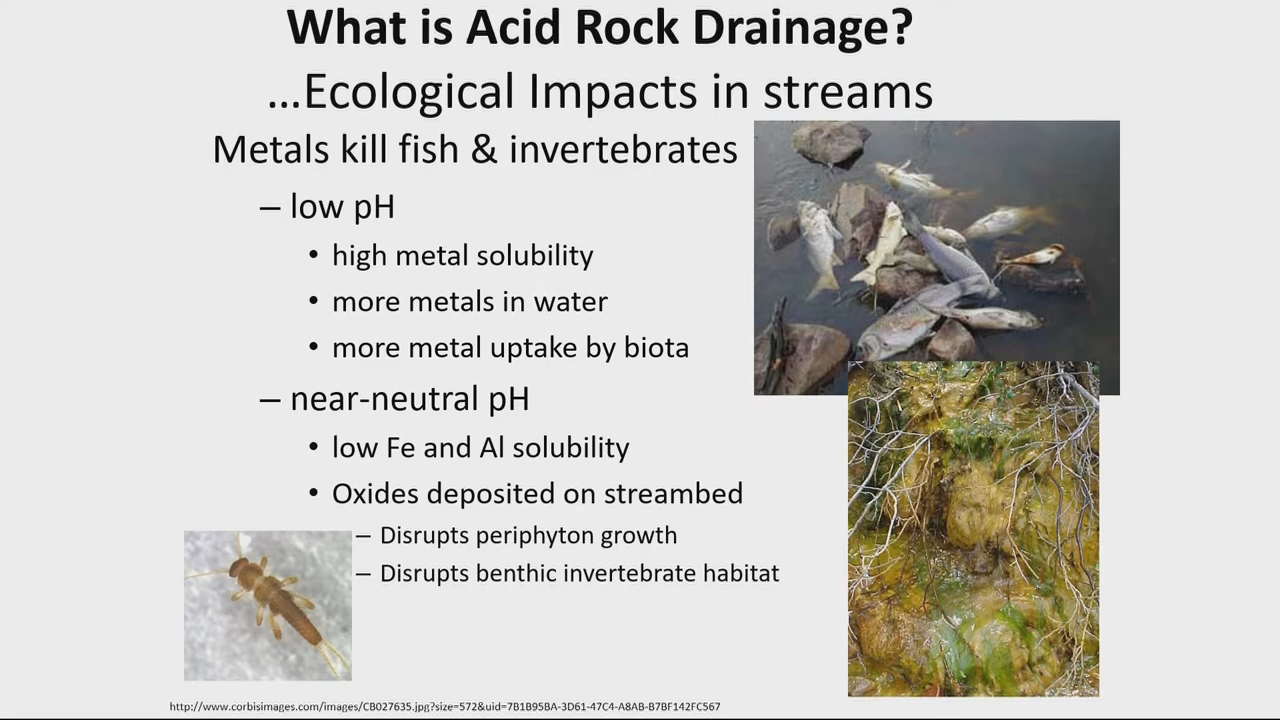 What is Acid Rock Drainage?
...Ecological Impacts in streams
Metals kill fish & invertebrates
– low pH
• high metal solubility
• more metals in water
• more metal uptake by biota
– near-neutral pH
• low Fe and Al solubility
• Oxides deposited on streambed
– Disrupts periphyton growth
– Disrupts benthic invertebrate habitat
http://www.corbisimages.com/images/CB027635.jpg?size=572&uid=7B1B95BA-3D61-47C4-A8AB-B7BF142FC567